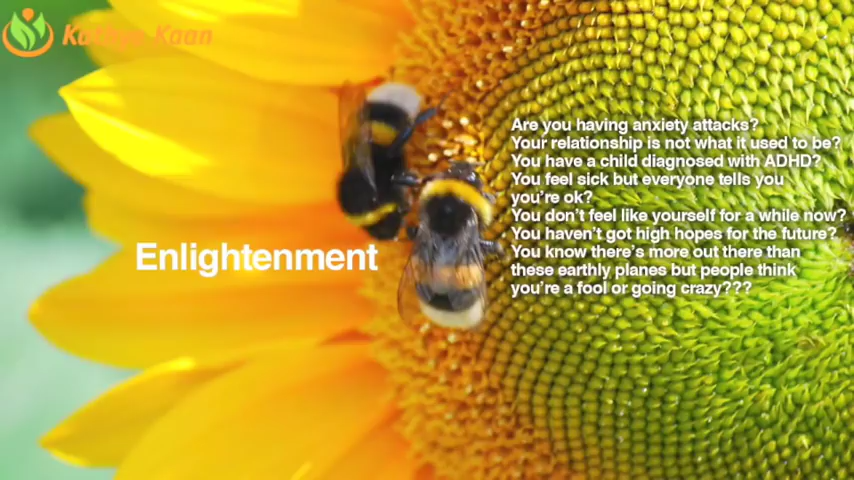 Kathya Kaan
Enlightenment
Are you having anxiety attacks?
Your relationship is not what it used to be?
You have a child diagnosed with ADHD?
You feel sick but everyone tells you
you're ok?
You don't feel like yourself for a while now?
You haven't got high hopes for the future?
You know there's more out there than
these earthly planes but people think
you're a fool or going crazy???